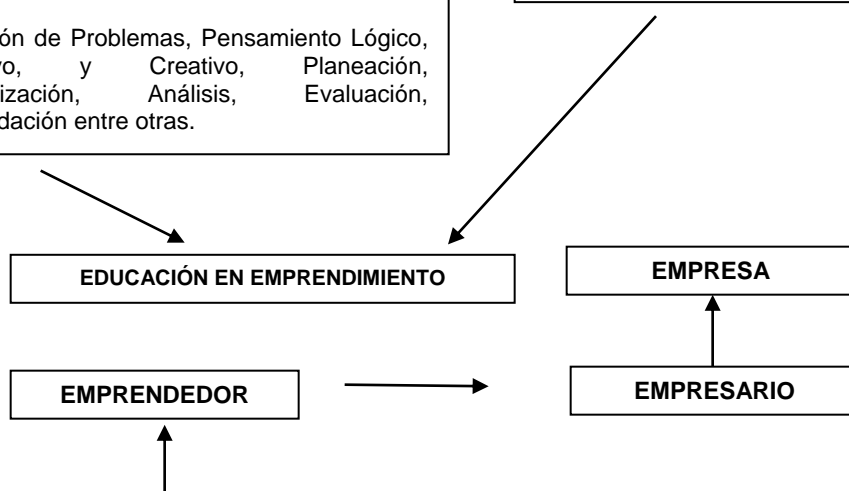 ón de Problemas, Pensamiento Lógico,
vo, y Creativo, Planeación,
ización, Análisis, Evaluación,
dación entre otras.
EDUCACIÓN EN EMPRENDIMIENTO
EMPRESA
EMPRENDEDOR
EMPRESARIO